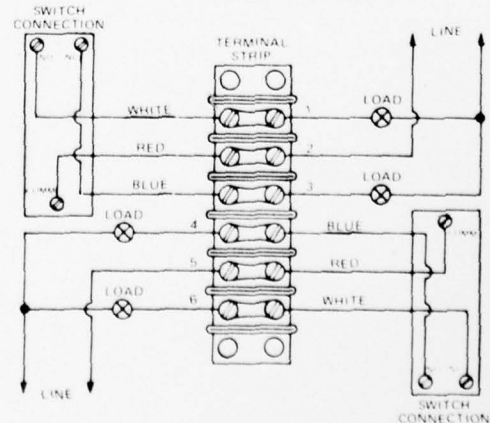 SWITCH
CONNECTION
TERMINAL
STRIP
LINE
WHITE
1
LOAD
RED
2
BLUE
3
LOAD
LOAD
4
BLUE
5
RED
LOAD
6
WHITE
LINE
SWITCH
CONNECTION